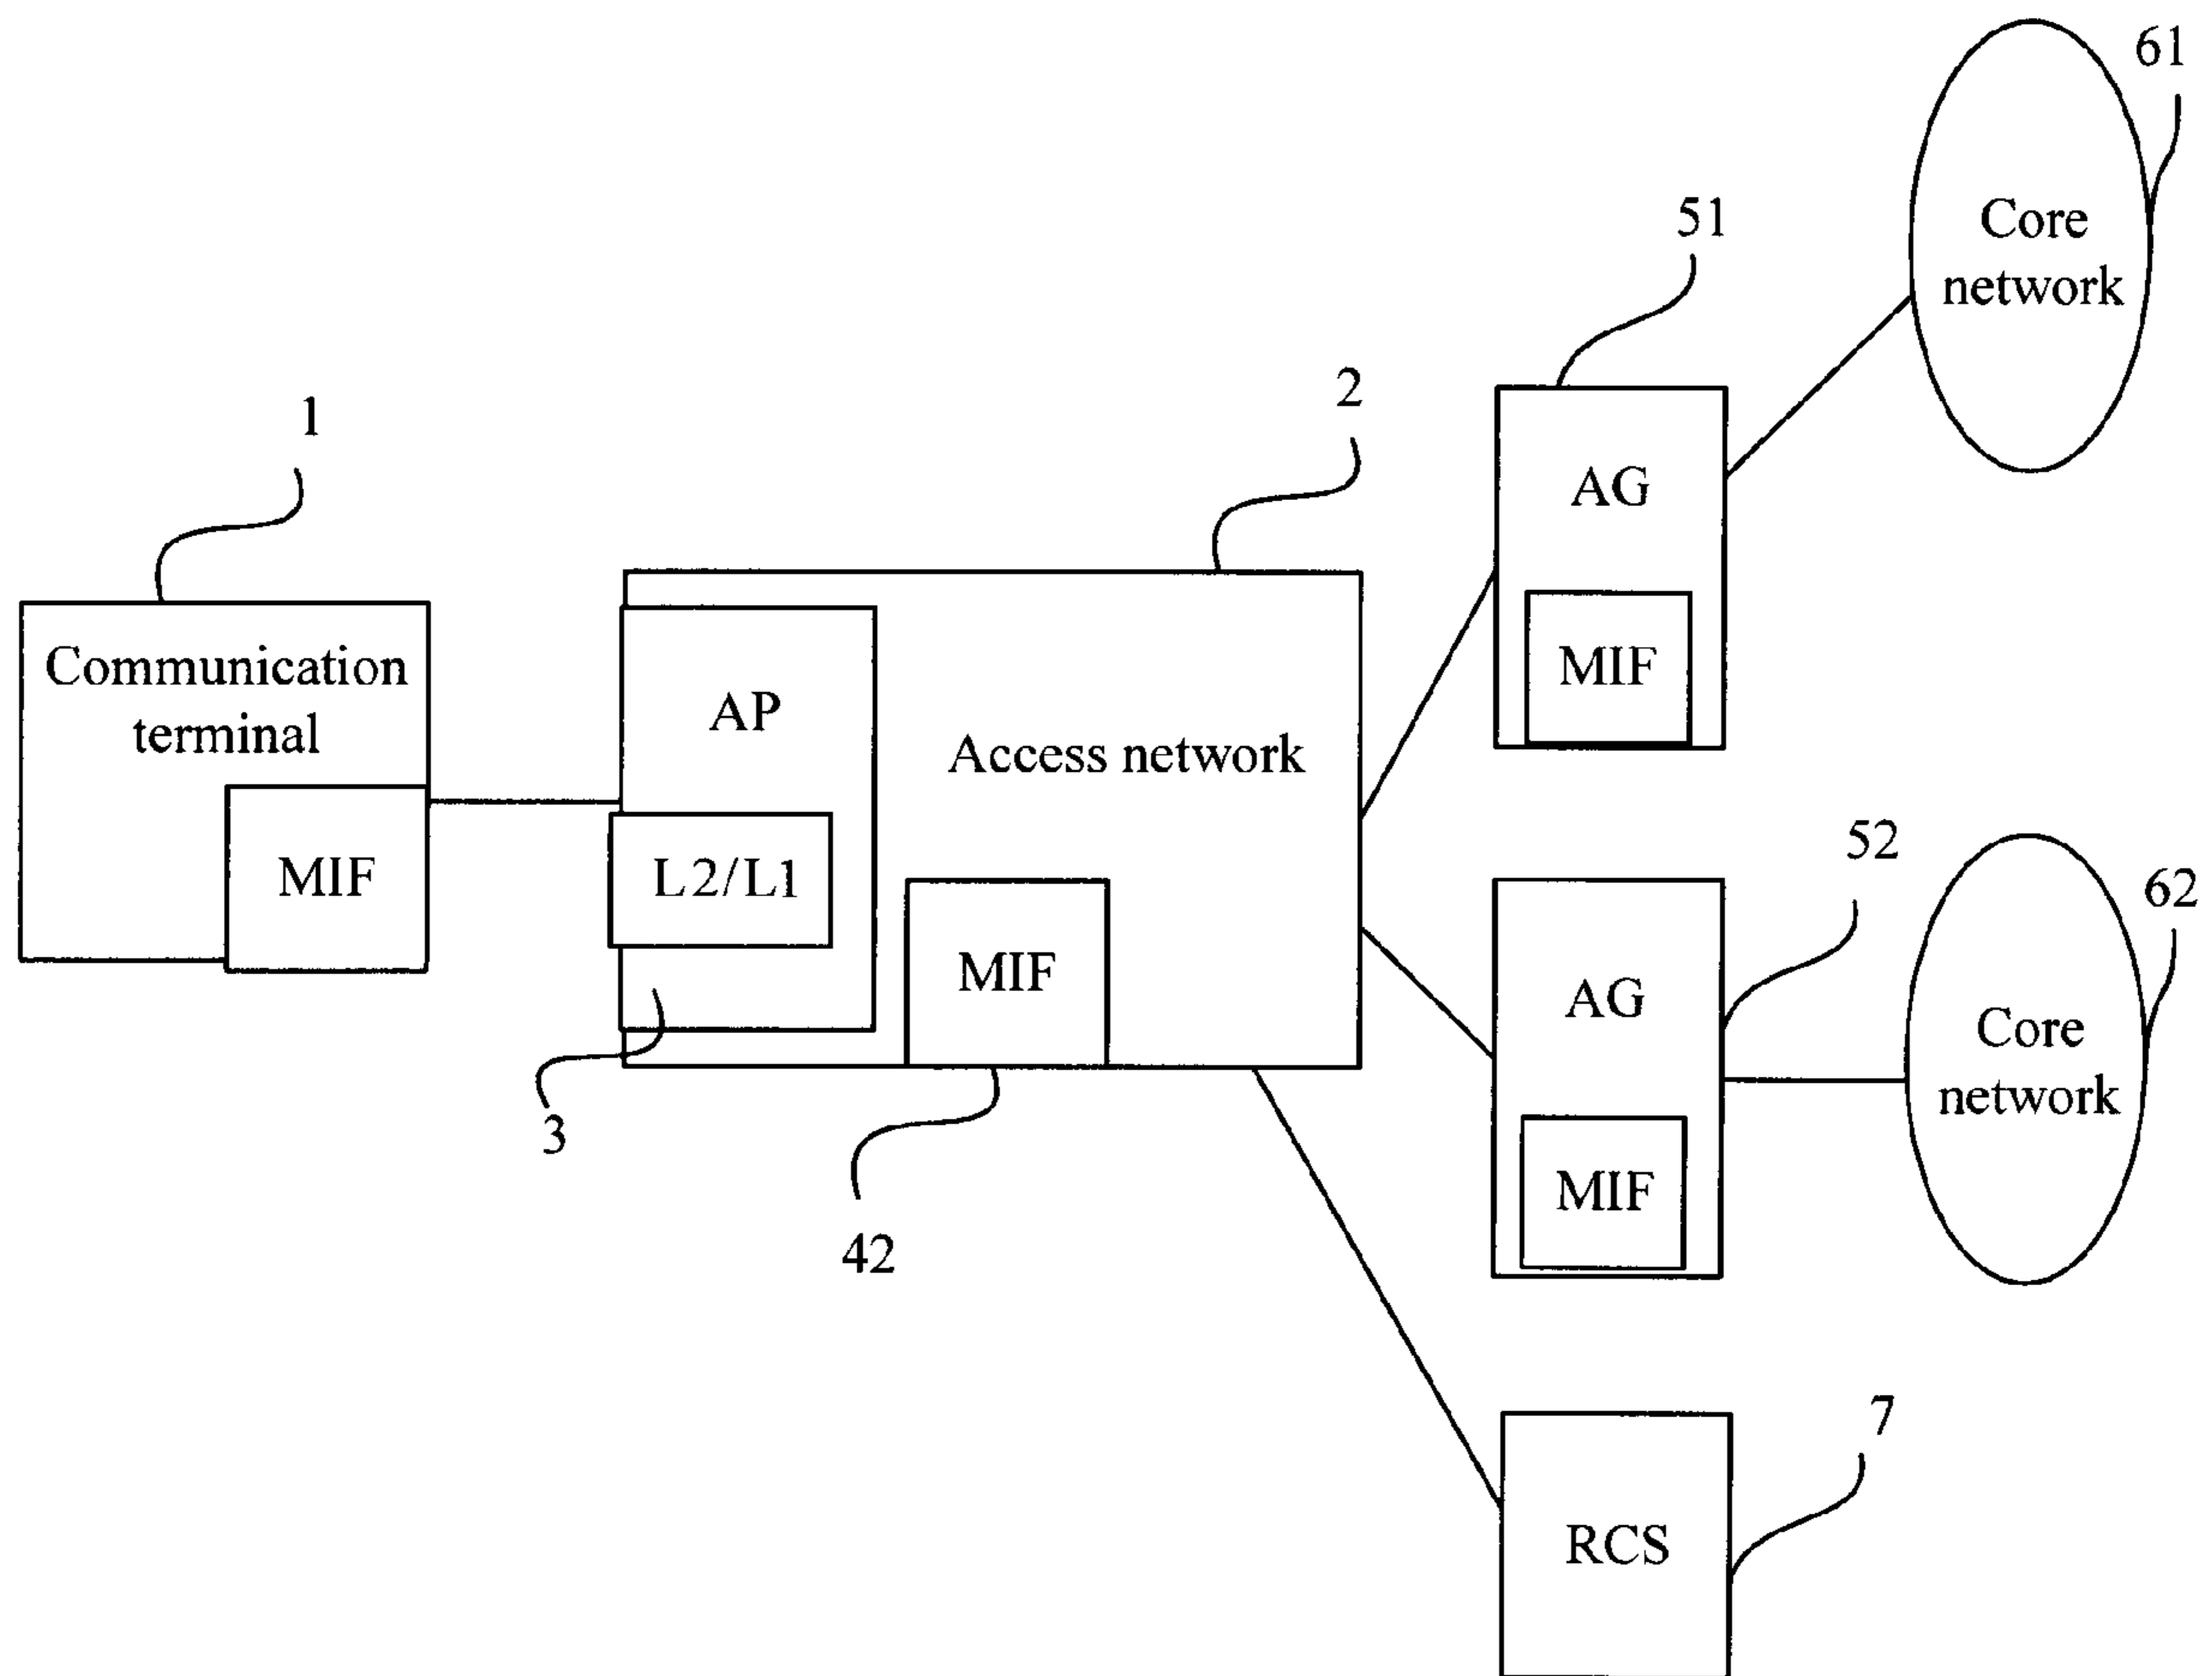 61
Core
network
51
AG
MIF
2
1
Communication
terminal
MIF
AP
L2/L1
Access network
MIF
3
42
52
AG
MIF
62
Core
network
7
RCS